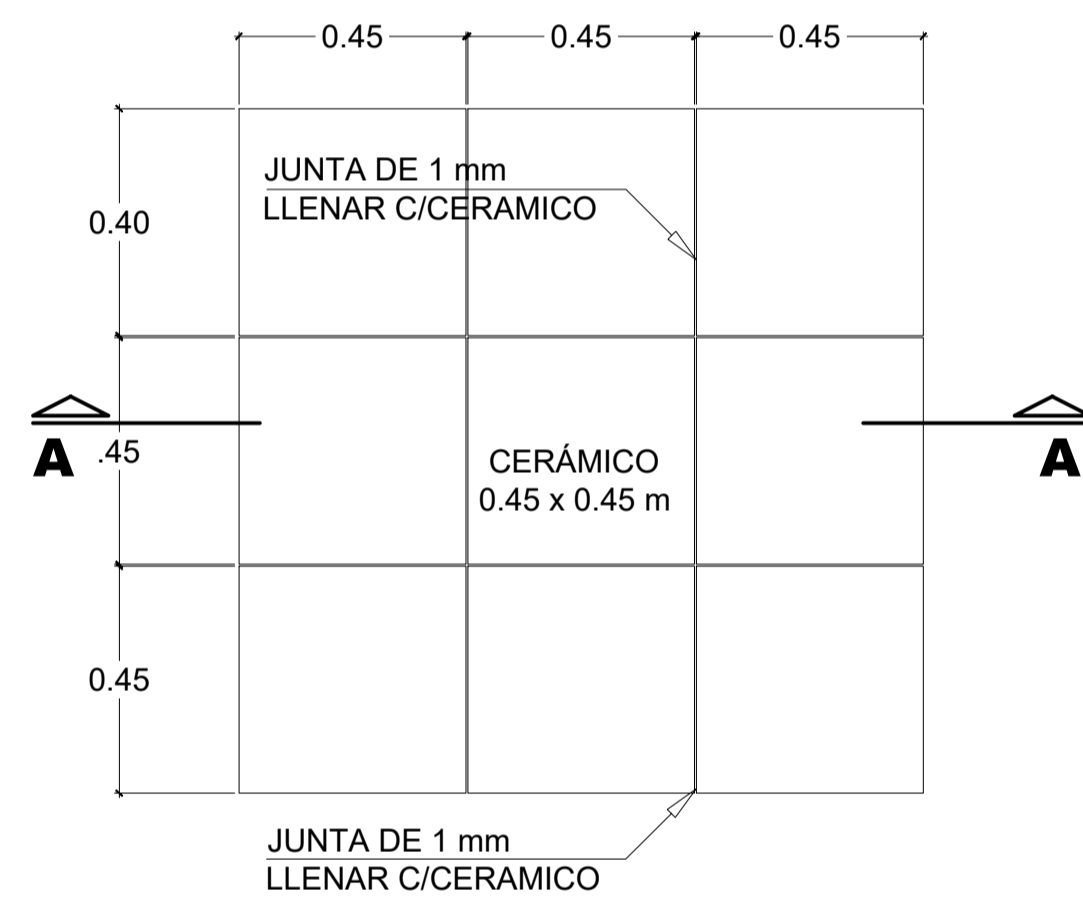 0.45 0.45 0.45
JUNTA DE 1 mm
LLENAR C/CERAMICO
0.40
A .45
CERÁMICO
0.45 x 0.45 m
A
0.45
JUNTA DE 1 mm
LLENAR C/CERAMICO